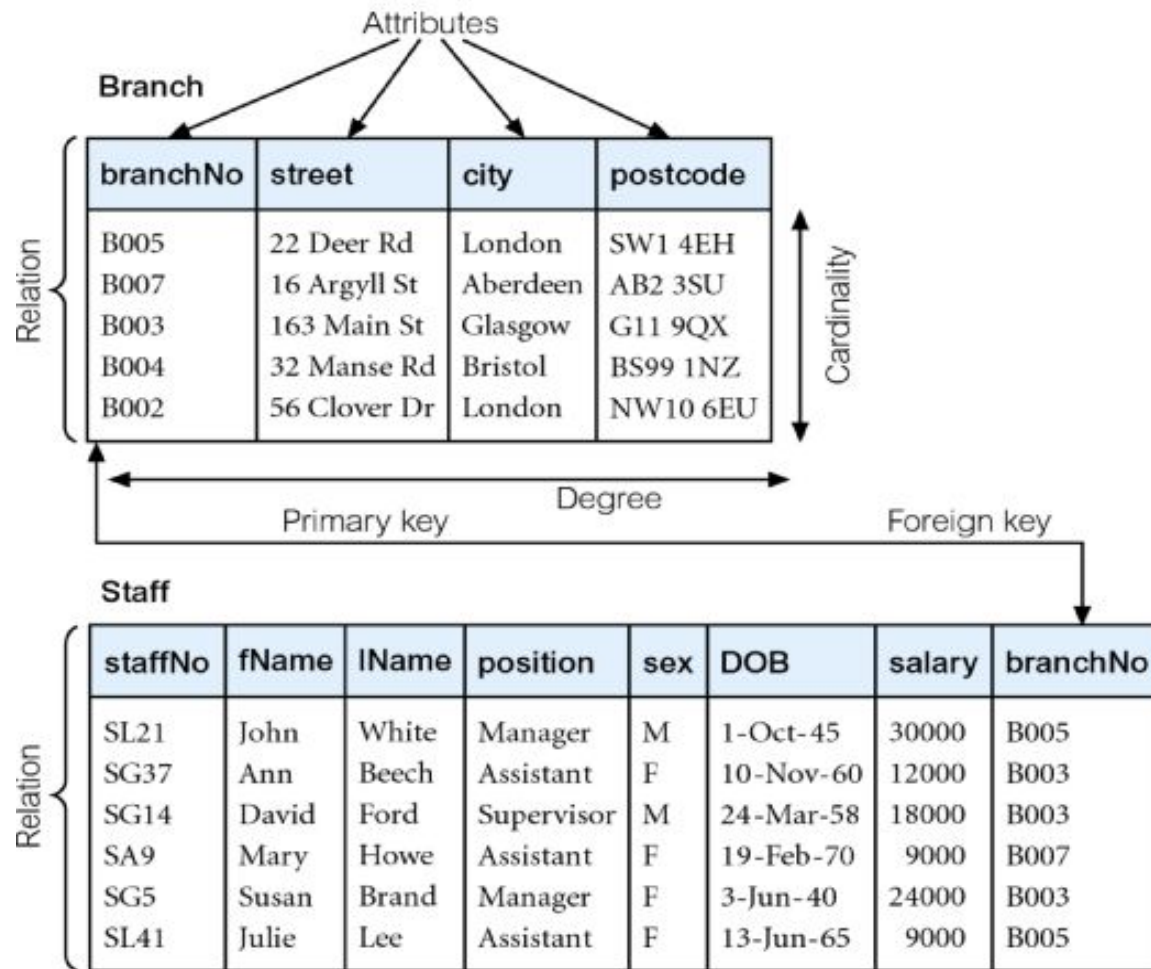 Attributes
Branch
branchNo street city postcode
B005 22 Deer Rd London SW1 4EH
B007 16 Argyll St Aberdeen AB2 3SU
B003 163 Main St Glasgow G11 9QX
B004 32 Manse Rd Bristol BS99 1NZ
B002 56 Clover Dr London NW10 6EU
Relation
Cardinality
Degree
Primary key Foreign key
Staff
staffNo fName lName position sex DOB salary branchNo
SL21 John White Manager M 1-Oct-45 30000 B005
SG37 Ann Beech Assistant F 10-Nov-60 12000 B003
SG14 David Ford Supervisor M 24-Mar-58 18000 B003
SA9 Mary Howe Assistant F 19-Feb-70 9000 B007
SG5 Susan Brand Manager F 3-Jun-40 24000 B003
SL41 Julie Lee Assistant F 13-Jun-65 9000 B005
Relation